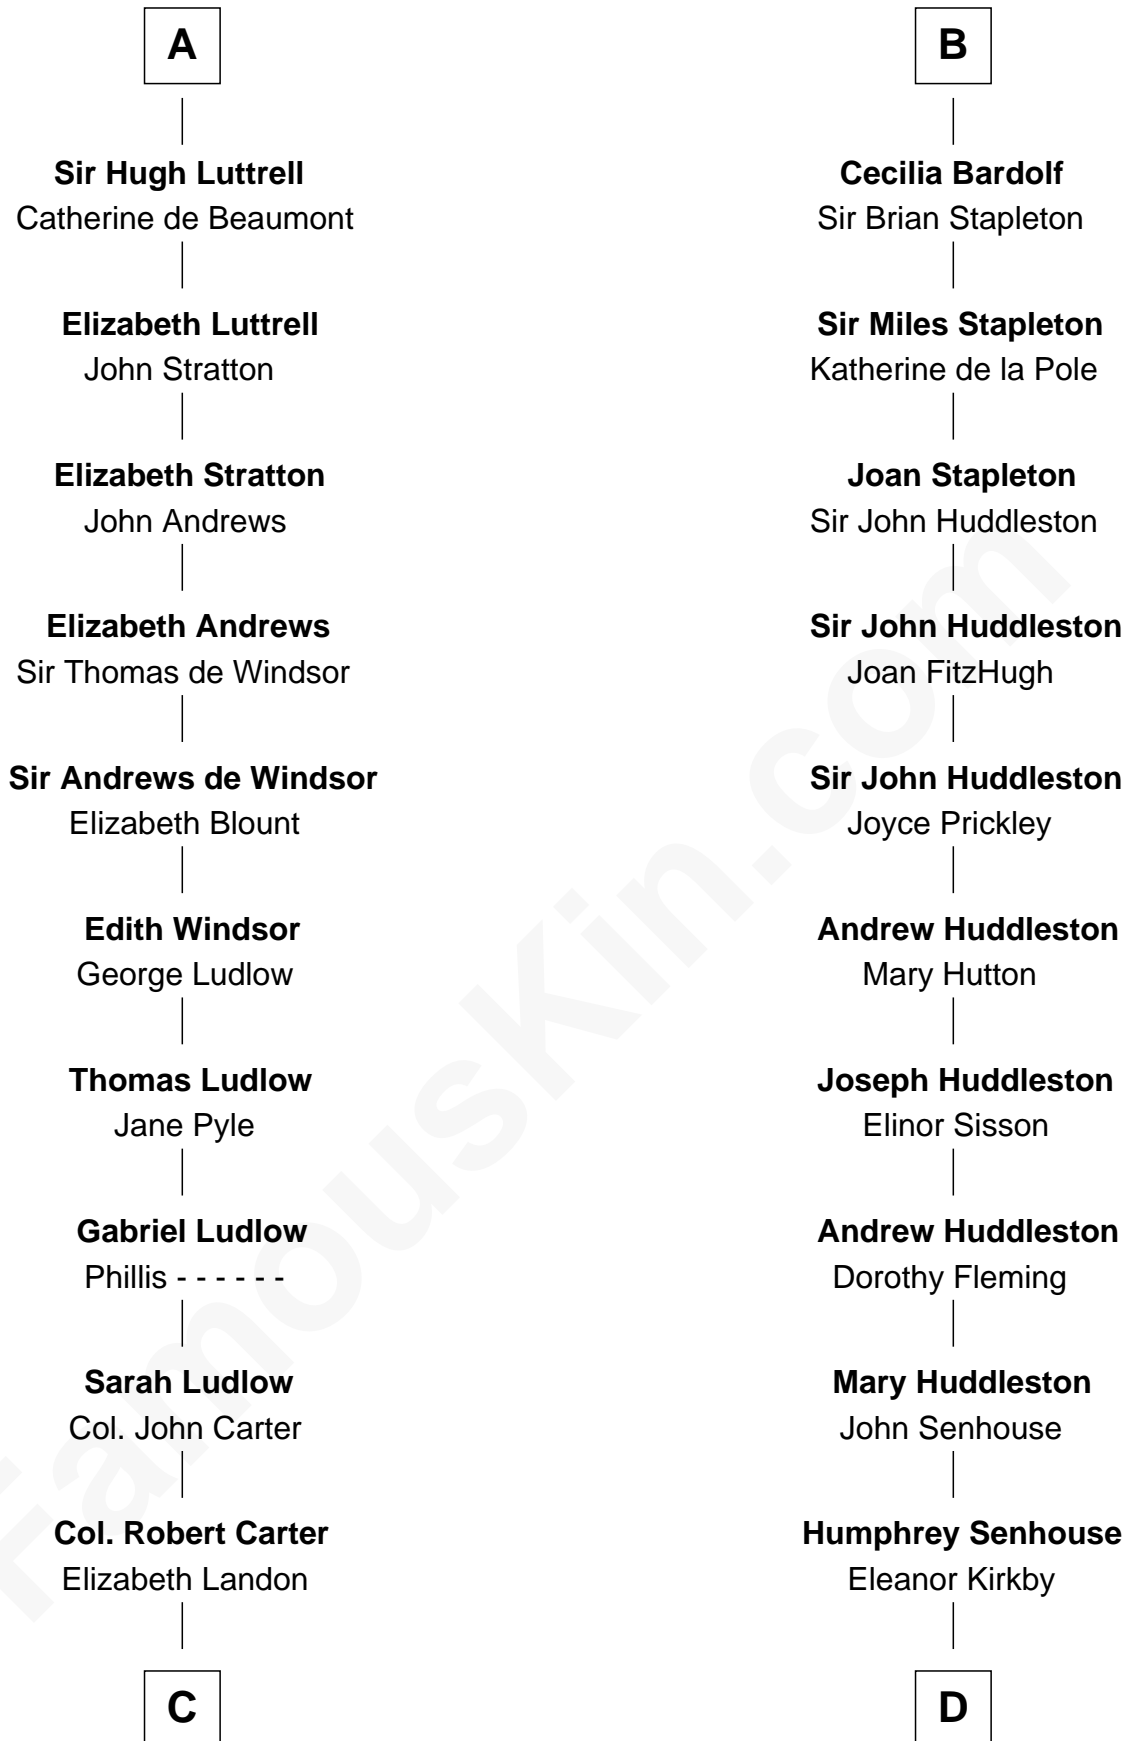 A
Sir Hugh Luttrell
Catherine de Beaumont
Elizabeth Luttrell
John Stratton
Elizabeth Stratton
John Andrews
Elizabeth Andrews
Sir Thomas de Windsor
Sir Andrews de Windsor
Elizabeth Blount
Edith Windsor
George Ludlow
Thomas Ludlow
Jane Pyle
Gabriel Ludlow
Phillis - - - - - -
Sarah Ludlow
Col. John Carter
Col. Robert Carter
Elizabeth Landon
C
B
Cecilia Bardolf
Sir Brian Stapleton
Sir Miles Stapleton
Katherine de la Pole
Joan Stapleton
Sir John Huddleston
Sir John Huddleston
Joan FitzHugh
Sir John Huddleston
Joyce Prickley
Andrew Huddleston
Mary Hutton
Joseph Huddleston
Elinor Sisson
Andrew Huddleston
Dorothy Fleming
Mary Huddleston
John Senhouse
Humphrey Senhouse
Eleanor Kirkby
D
FamousKin.com